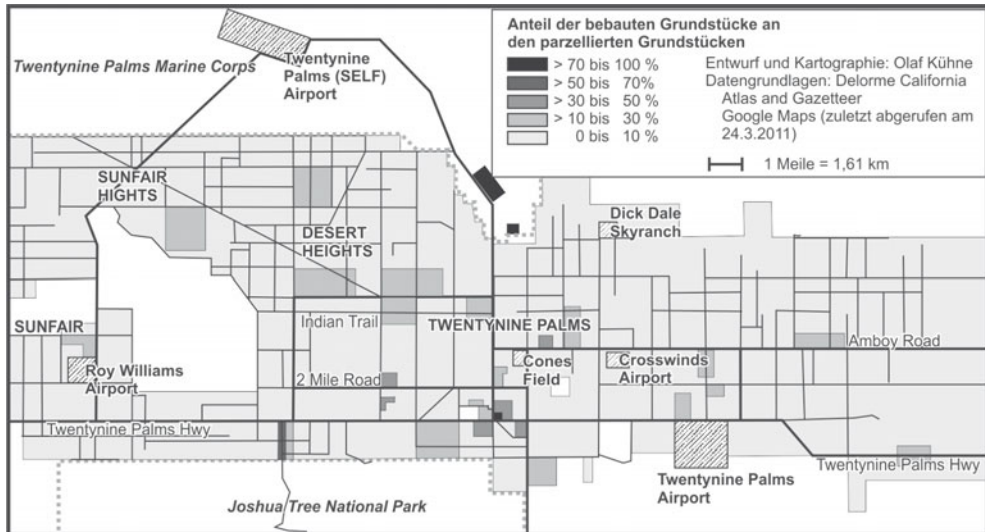 Twentynine Palms Marine Corps
Twentynine
Palms (SELF)
Airport
Anteil der bebauten Grundstücke an
den parzellierten Grundstücken
> 70 bis 100 %
> 50 bis 70%
> 30 bis 50 %
> 10 bis 30 %
0 bis 10 %
Entwurf und Kartographie: Olaf Kühne
Datengrundlagen: Delorme California
Atlas and Gazetteer
Google Maps (zuletzt abgerufen am
24.3.2011)
1 Meile = 1,61 km
SUNFAIR
HIGHTS
DESERT
HEIGHTS
Dick Dale
Skyranch
SUNFAIR
Indian Trail
TWENTYNINE PALMS
Amboy Road
Roy Williams
Airport
2 Mile Road
Cones
Field
Crosswinds
Airport
Twentynine Palms Hwy
Twentynine Palms Hwy
Twentynine Palms
Airport
Joshua Tree National Park